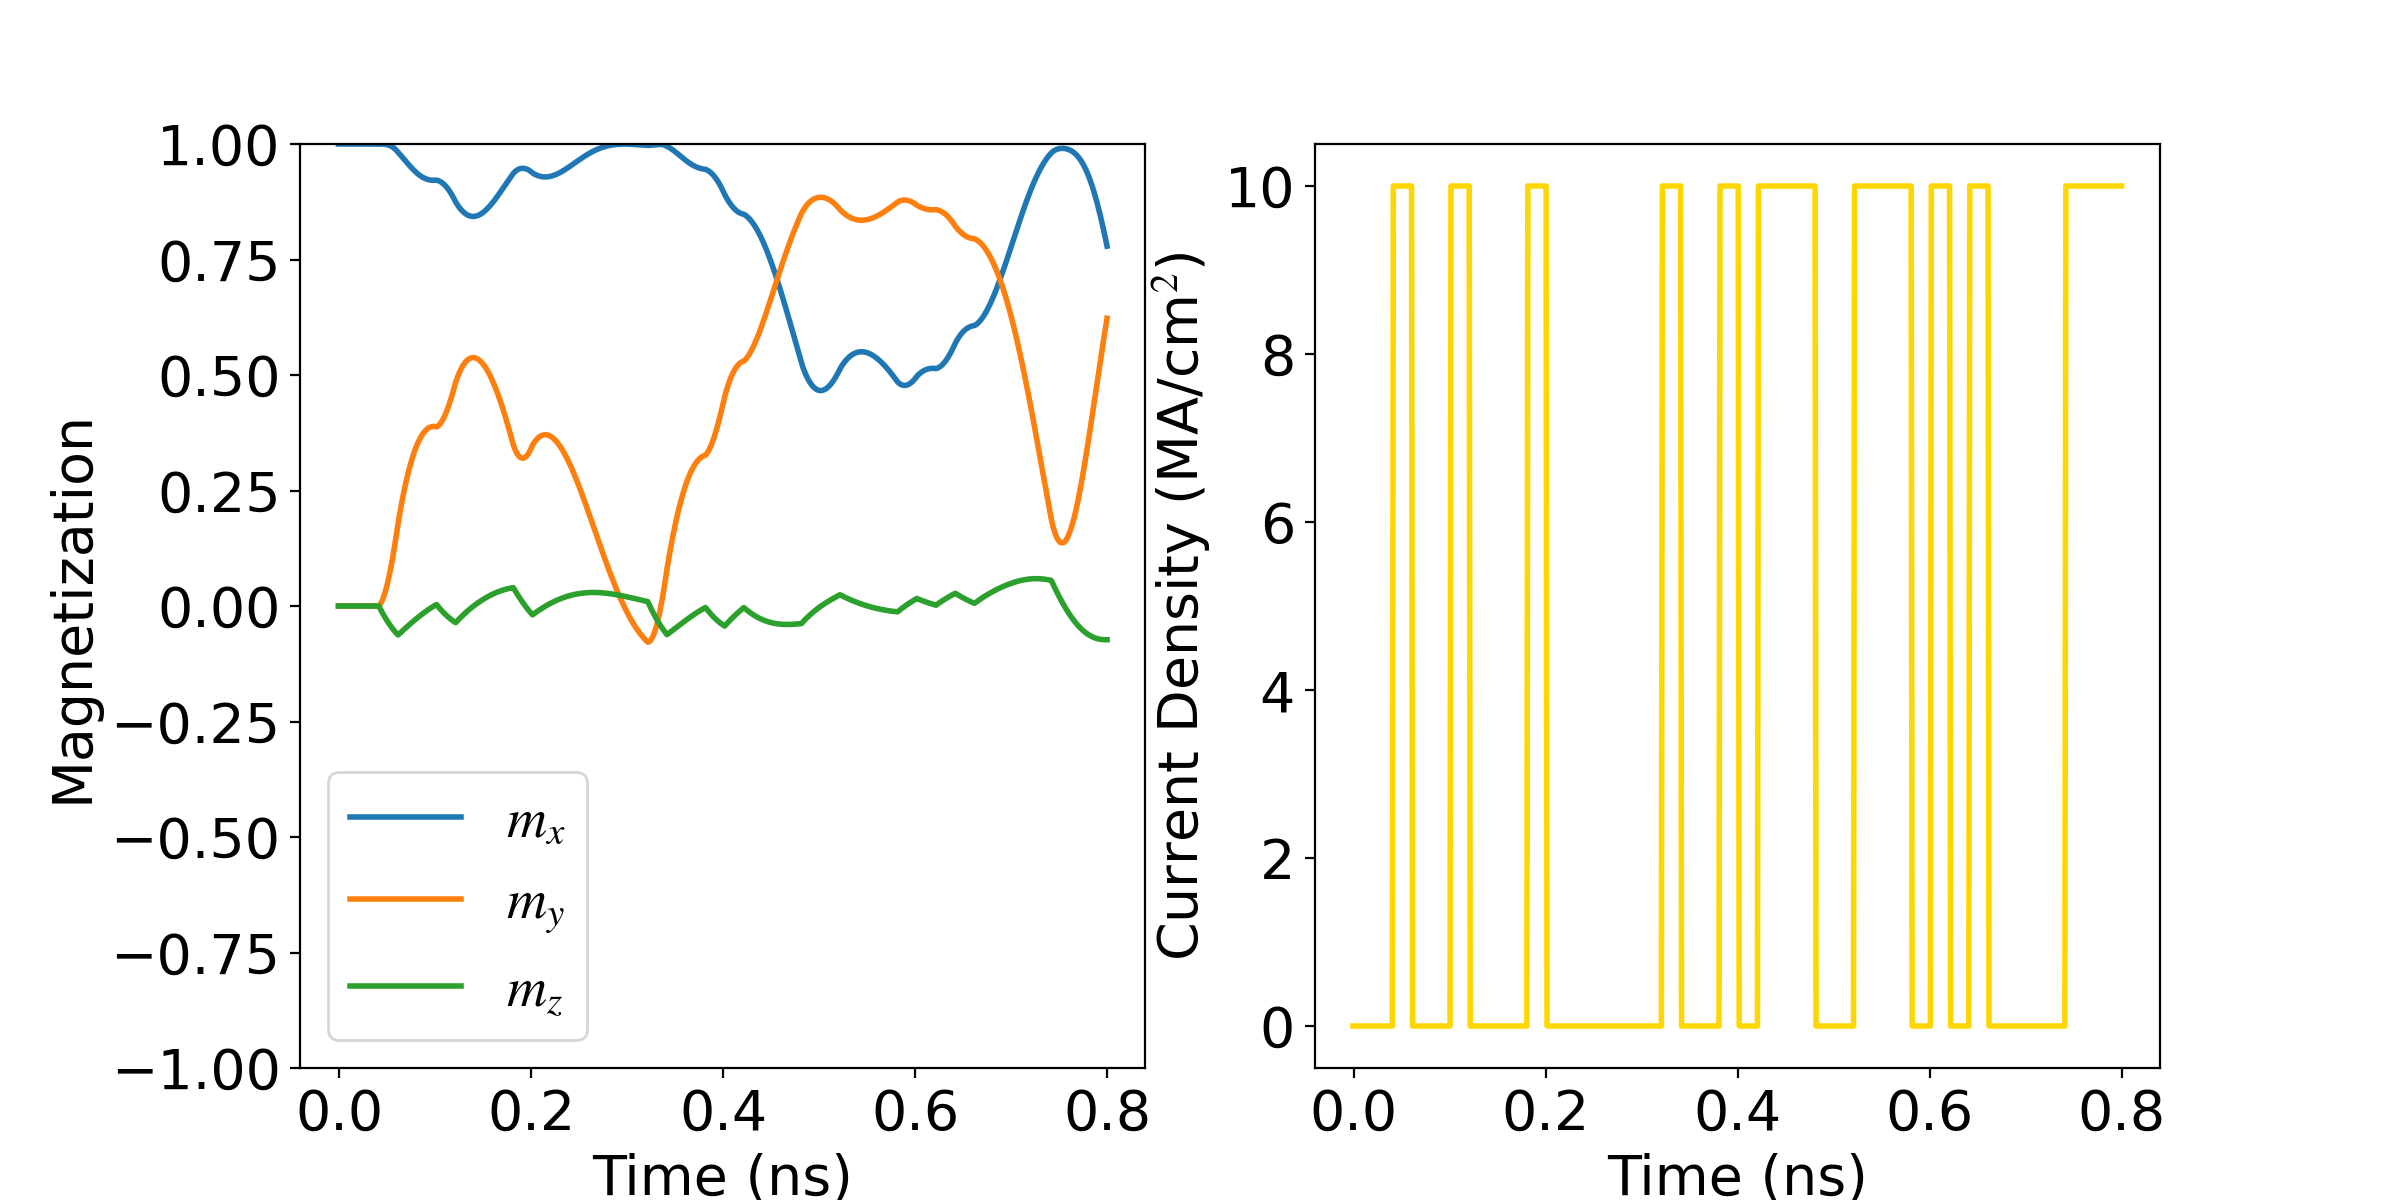 1.00
0.75
0.50
0.25
0.00
−0.25
−0.50
−0.75
−1.00
Magnetization
0.0 0.2 0.4 0.6 0.8
Time (ns)
m_x
m_y
m_z
10
8
6
4
2
0
Current Density (MA/cm²)
0.0 0.2 0.4 0.6 0.8
Time (ns)